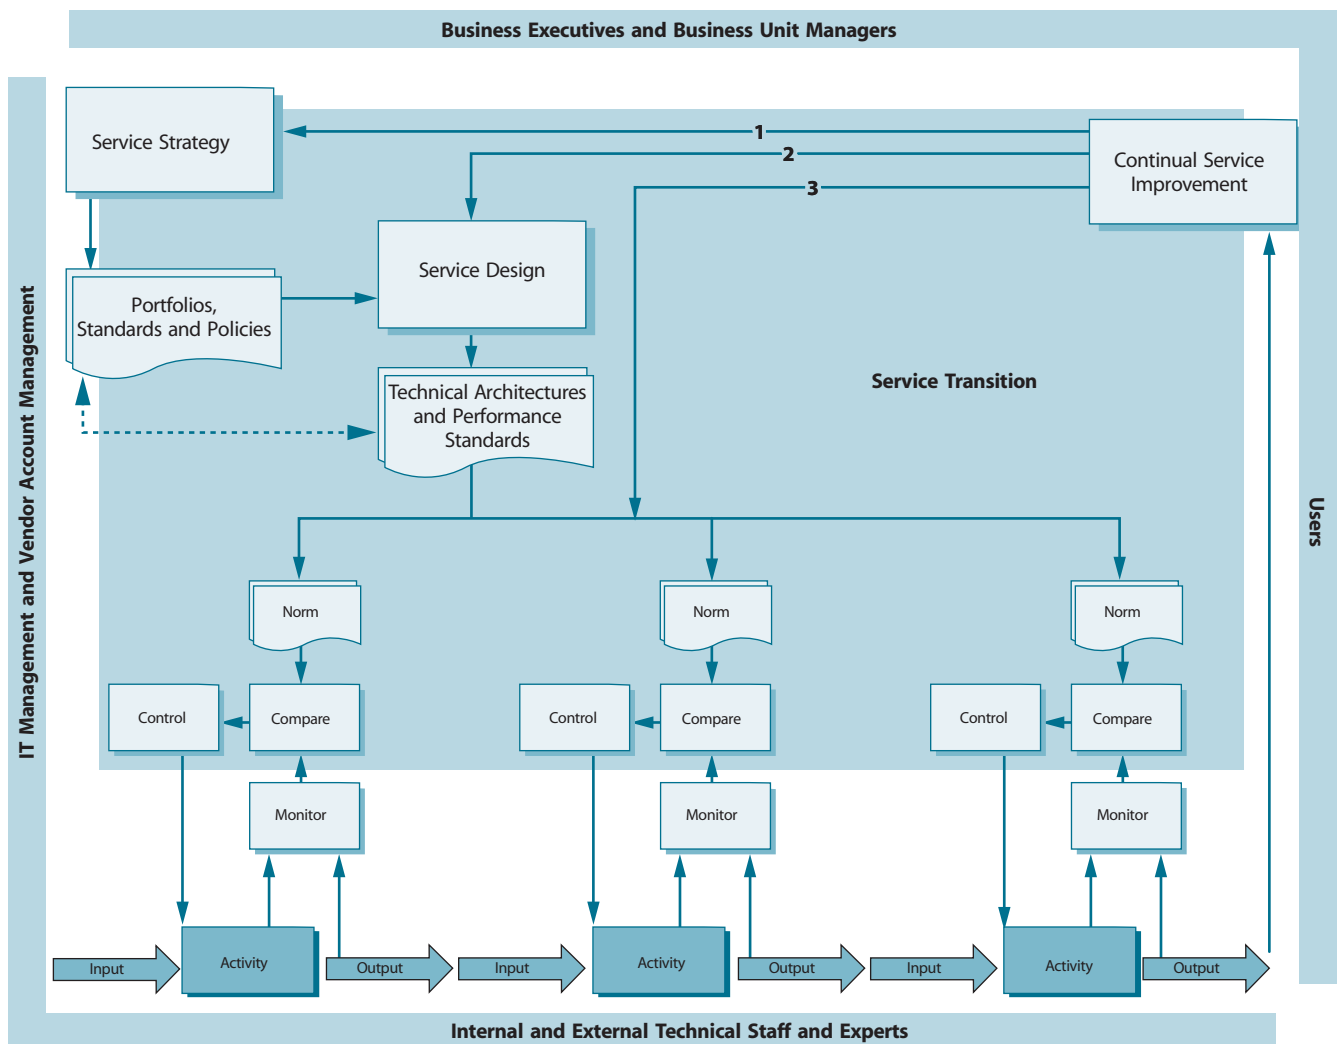 Business Executives and Business Unit Managers
IT Management and Vendor Account Management
Service Strategy
1
2
3
Continual Service
Improvement
Service Design
Portfolios,
Standards and Policies
Service Transition
Technical Architectures
and Performance
Standards
Users
Norm
Norm
Norm
Control
Compare
Control
Compare
Control
Compare
Monitor
Monitor
Monitor
Input
Activity
Output
Input
Activity
Output
Input
Activity
Output
Internal and External Technical Staff and Experts